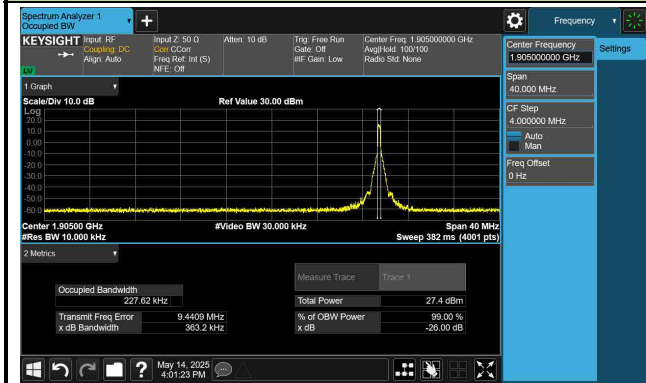 Spectrum Analyzer 1
Occupied BW
+
Frequency
KEYSIGHT Input: RF
Coupling: DC
Align: Auto
Input Z: 50 Ω
Corr CCorr
Freq Ref: Int (S)
NFE: Off
Atten: 10 dB
Trig: Free Run
Gate: Off
#IF Gain: Low
Center Freq: 1.905000000 GHz
Avg|Hold: 100/100
Radio Std: None
Center Frequency
1.905000000 GHz
Settings
Span
40.000 MHz
CF Step
4.000000 MHz
Auto
Man
Freq Offset
0 Hz
1 Graph
Scale/Div 10.0 dB
Ref Value 30.00 dBm
Log
20.0
10.0
0.00
-10.0
-20.0
-30.0
-40.0
-50.0
-60.0
Center 1.90500 GHz
#Video BW 30.000 kHz
Span 40 MHz
#Res BW 10.000 kHz
Sweep 382 ms (4001 pts)
2 Metrics
Measure Trace
Trace 1
Occupied Bandwidth
227.62 kHz
Total Power
27.4 dBm
Transmit Freq Error
9.4409 MHz
% of OBW Power
99.00 %
x dB Bandwidth
363.2 kHz
x dB
-26.00 dB
?
May 14, 2025
4:01:23 PM